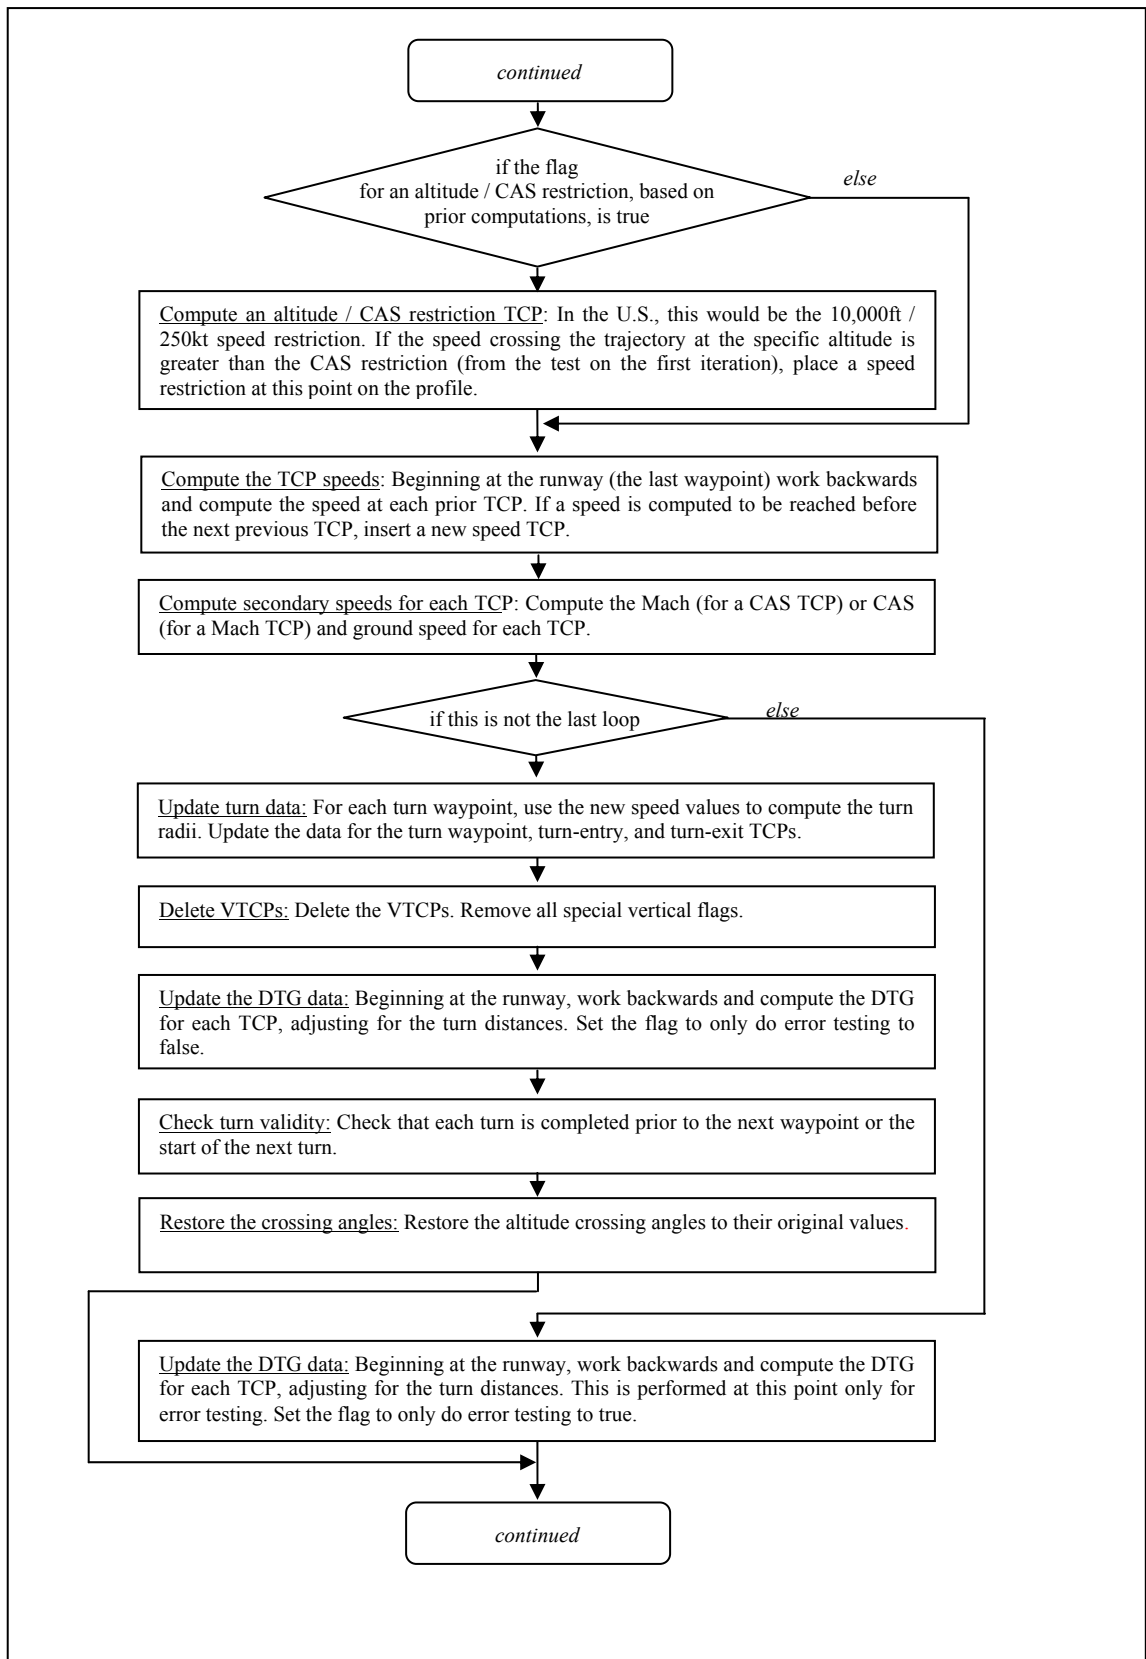 continued
if the flag
for an altitude / CAS restriction, based on
prior computations, is true
else
Compute an altitude / CAS restriction TCP: In the U.S., this would be the 10,000ft /
250kt speed restriction. If the speed crossing the trajectory at the specific altitude is
greater than the CAS restriction (from the test on the first iteration), place a speed
restriction at this point on the profile.
Compute the TCP speeds: Beginning at the runway (the last waypoint) work backwards
and compute the speed at each prior TCP. If a speed is computed to be reached before
the next previous TCP, insert a new speed TCP.
Compute secondary speeds for each TCP: Compute the Mach (for a CAS TCP) or CAS
(for a Mach TCP) and ground speed for each TCP.
if this is not the last loop
else
Update turn data: For each turn waypoint, use the new speed values to compute the turn
radii. Update the data for the turn waypoint, turn-entry, and turn-exit TCPs.
Delete VTCPs: Delete the VTCPs. Remove all special vertical flags.
Update the DTG data: Beginning at the runway, work backwards and compute the DTG
for each TCP, adjusting for the turn distances. Set the flag to only do error testing to
false.
Check turn validity: Check that each turn is completed prior to the next waypoint or the
start of the next turn.
Restore the crossing angles: Restore the altitude crossing angles to their original values.
Update the DTG data: Beginning at the runway, work backwards and compute the DTG
for each TCP, adjusting for the turn distances. This is performed at this point only for
error testing. Set the flag to only do error testing to true.
continued